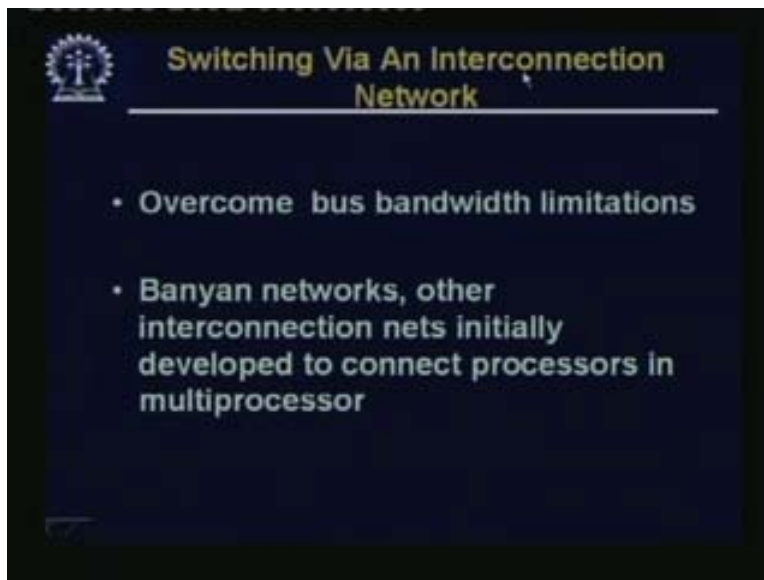 Switching Via An Interconnection
Network
• Overcome bus bandwidth limitations
• Banyan networks, other
interconnection nets initially
developed to connect processors in
multiprocessor